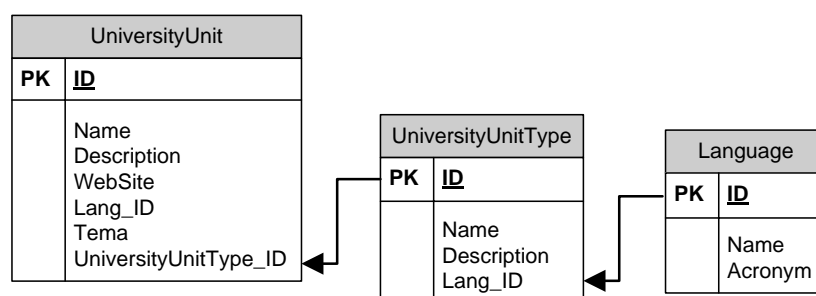 UniversityUnit
PK ID
Name
Description
WebSite
Lang_ID
Tema
UniversityUnitType_ID
UniversityUnitType
PK ID
Name
Description
Lang_ID
Language
PK ID
Name
Acronym